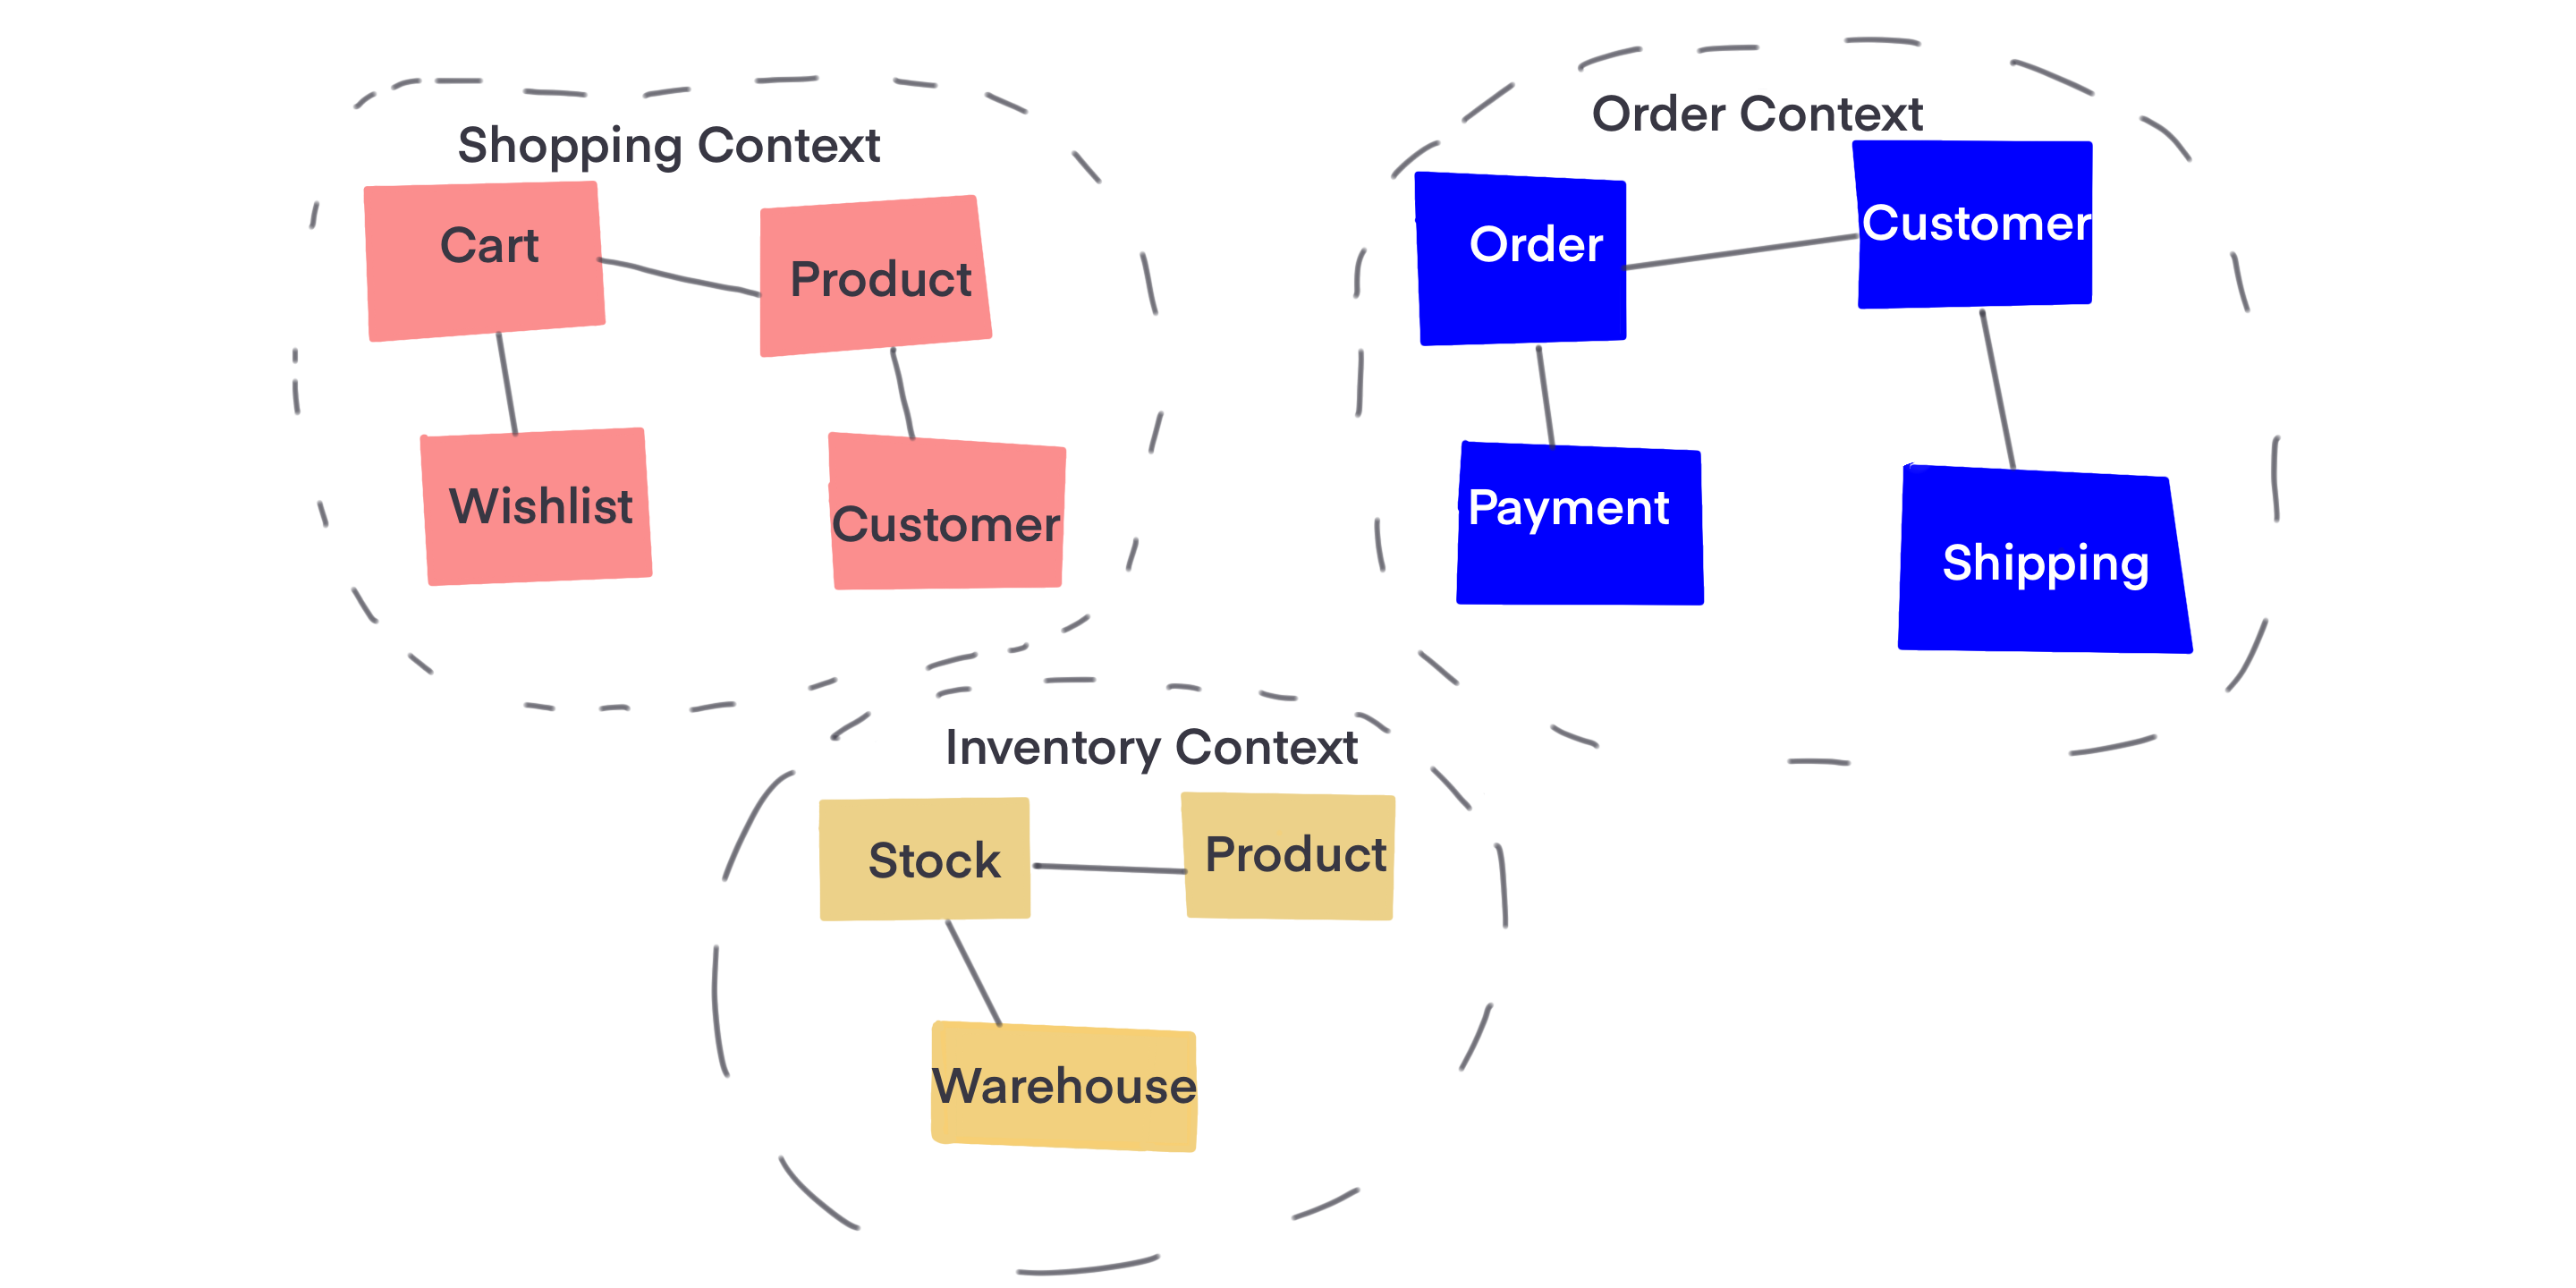 Shopping Context
Cart
Product
Wishlist
Customer
Order Context
Order
Customer
Payment
Shipping
Inventory Context
Stock
Product
Warehouse